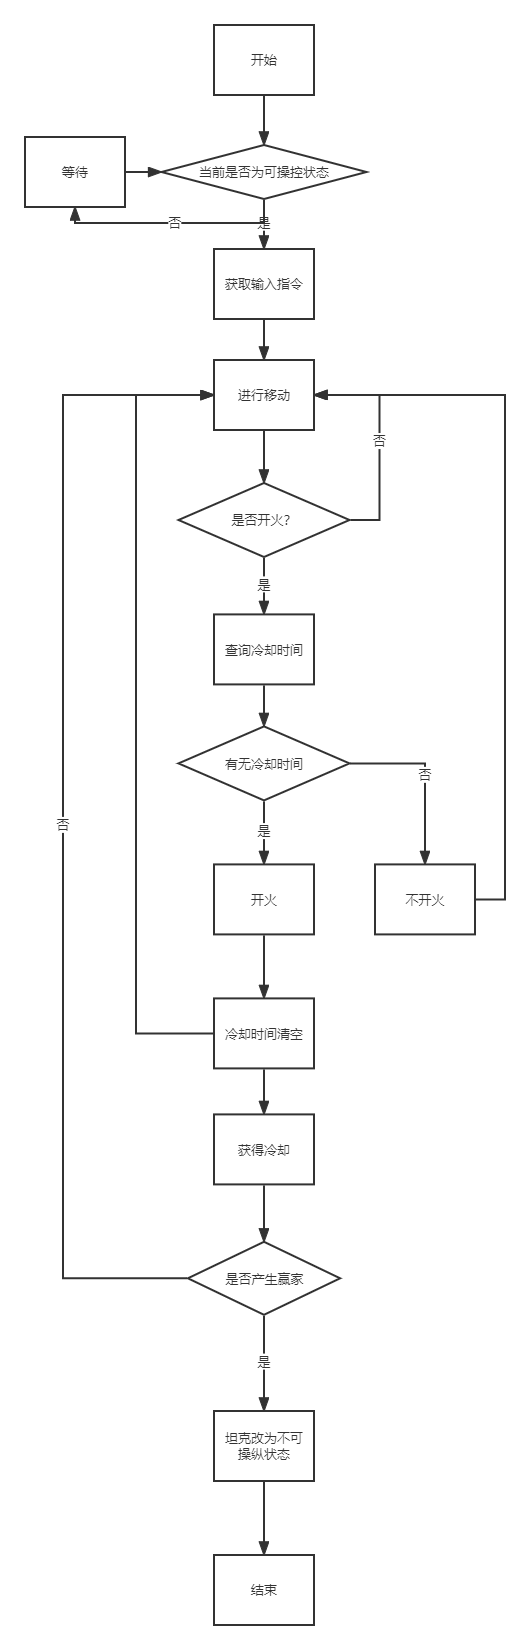 开始
等待
当前是否为可操控状态
否
是
获取输入指令
进行移动
否
是否开火?
是
查询冷却时间
有无冷却时间
否
是
否
开火
不开火
冷却时间清空
获得冷却
是否产生赢家
是
坦克改为不可
操纵状态
结束